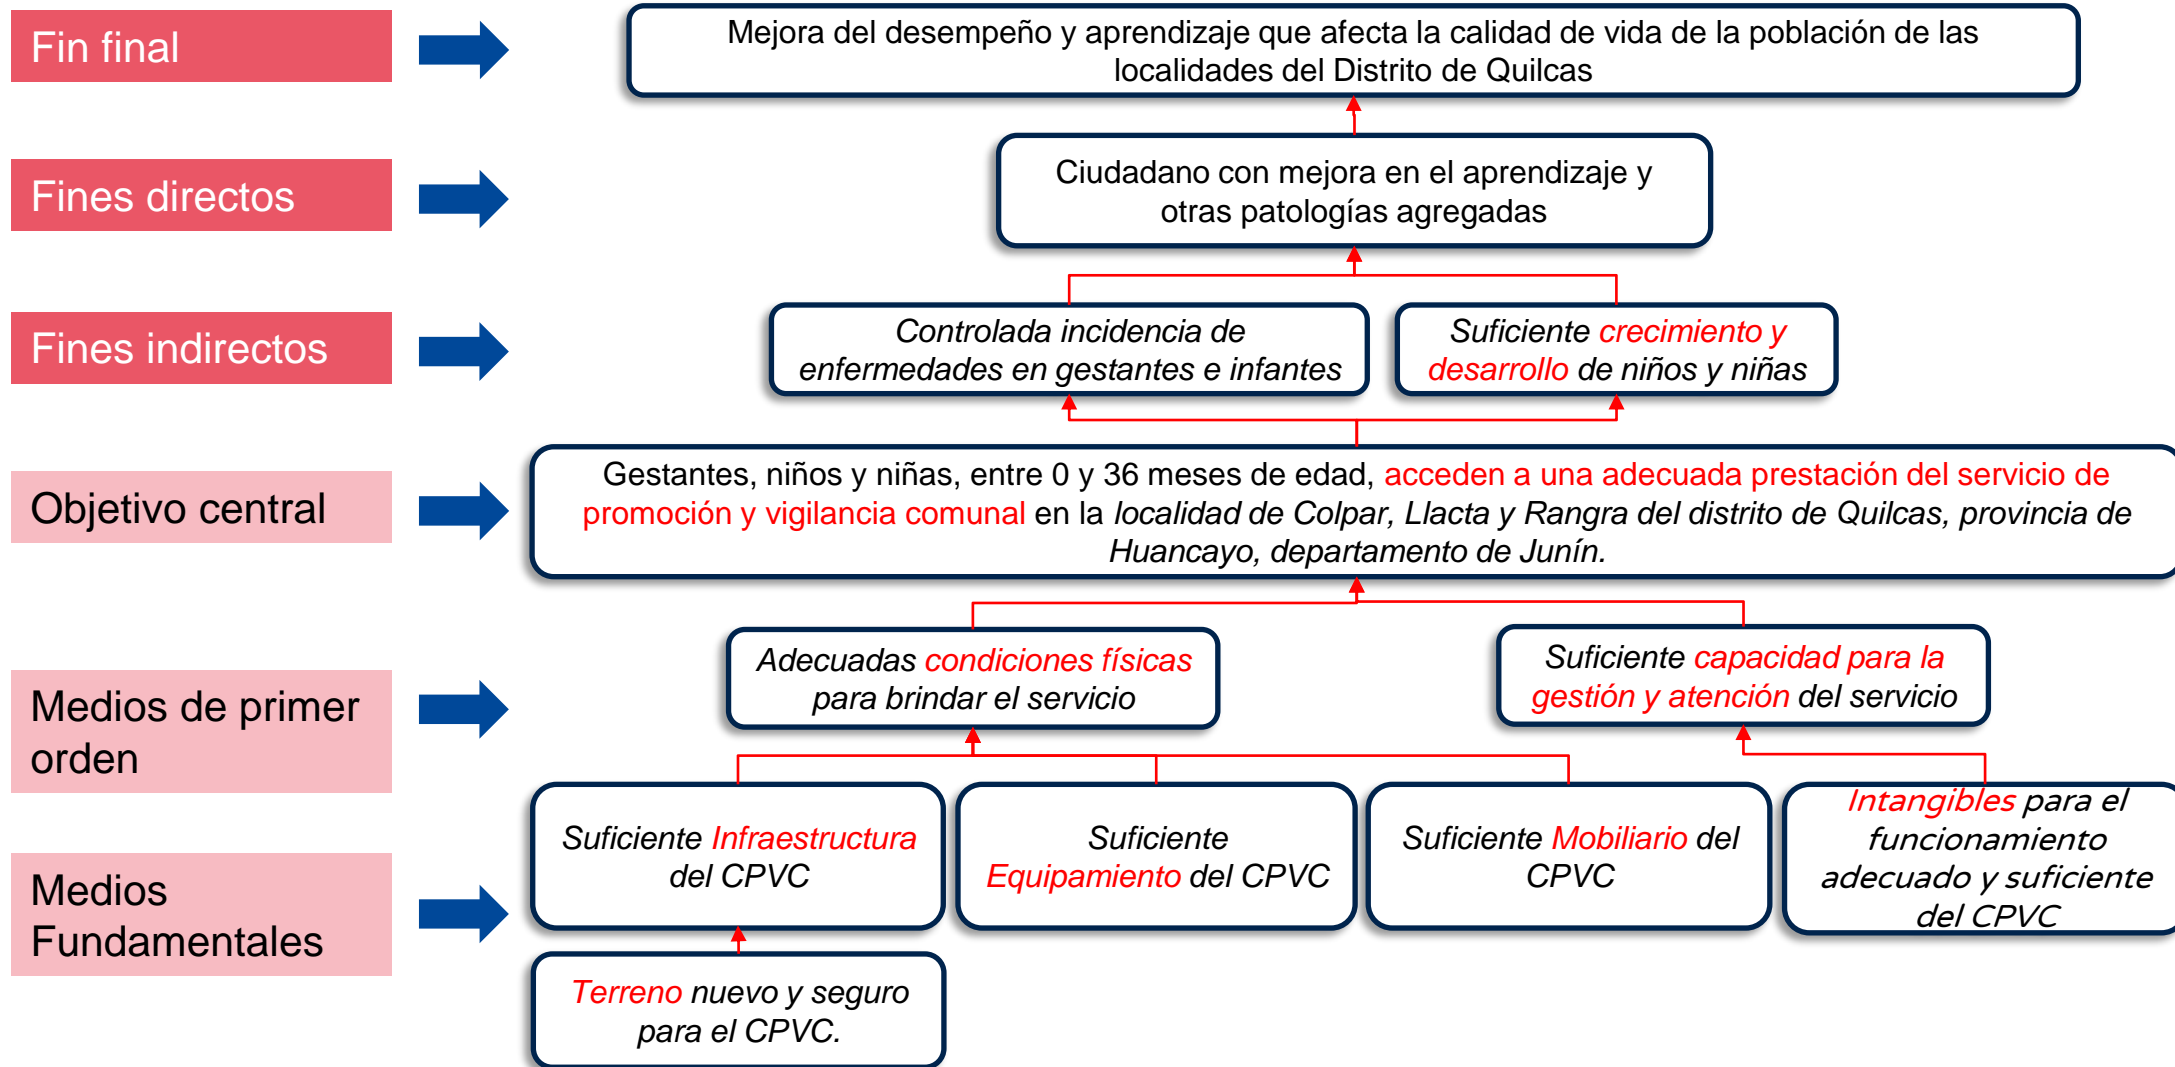 Fin final
Mejora del desempeño y aprendizaje que afecta la calidad de vida de la población de las
localidades del Distrito de Quilcas
Fines directos
Ciudadano con mejora en el aprendizaje y
otras patologías agregadas
Fines indirectos
Controlada incidencia de
enfermedades en gestantes e infantes
Suficiente crecimiento y
desarrollo de niños y niñas
Objetivo central
Gestantes, niños y niñas, entre 0 y 36 meses de edad, acceden a una adecuada prestación del servicio de
promoción y vigilancia comunal en la localidad de Colpar, Llacta y Rangra del distrito de Quilcas, provincia de
Huancayo, departamento de Junín.
Medios de primer
orden
Adecuadas condiciones físicas
para brindar el servicio
Suficiente capacidad para la
gestión y atención del servicio
Medios
Fundamentales
Suficiente Infraestructura
del CPVC
Suficiente
Equipamiento del CPVC
Suficiente Mobiliario del
CPVC
Intangibles para el
funcionamiento
adecuado y suficiente
del CPVC
Terreno nuevo y seguro
para el CPVC.